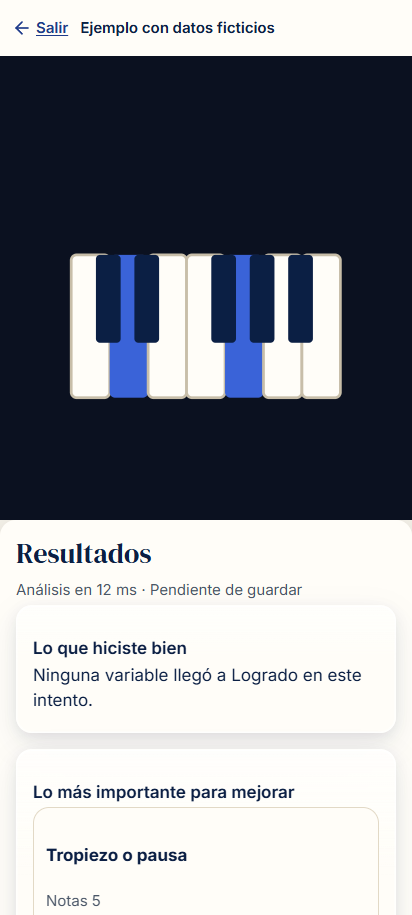 Salir Ejemplo con datos ficticios
Resultados
Análisis en 12 ms · Pendiente de guardar
Lo que hiciste bien
Ninguna variable llegó a Logrado en este
intento.
Lo más importante para mejorar
Tropiezo o pausa
Notas 5